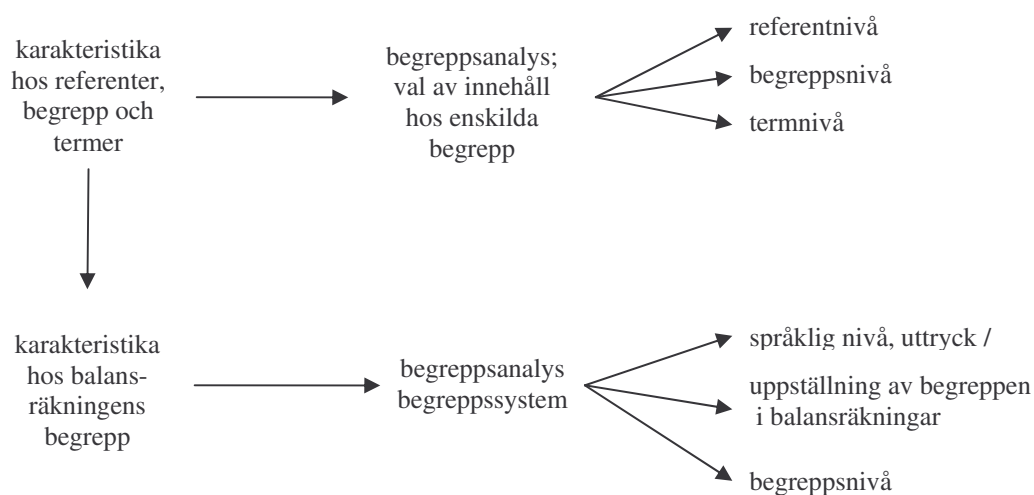 karakteristika
hos referenter,
begrepp och
termer
begreppsanalys;
val av innehåll
hos enskilda
begrepp
referentnivå
begreppsnivå
termnivå
karakteristika
hos balans-
räkningens
begrepp
begreppsanalys
begreppssystem
språklig nivå, uttryck /
uppställning av begreppen
i balansräkningar
begreppsnivå